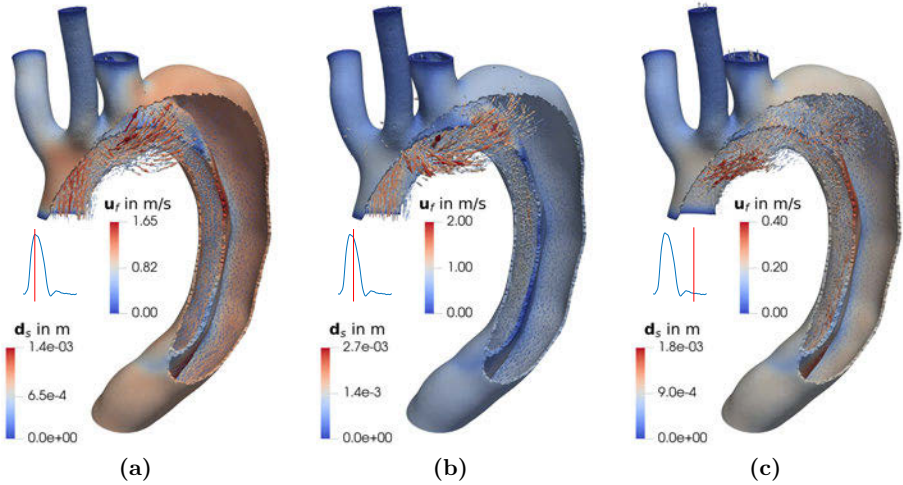 u_f in m/s
1.65
0.82
0.00
d_s in m
1.4e-03
6.5e-4
0.0e+00
(a)
u_f in m/s
2.00
1.00
0.00
d_s in m
2.7e-03
1.4e-3
0.0e+00
(b)
u_f in m/s
0.40
0.20
0.00
d_s in m
1.8e-03
9.0e-4
0.0e+00
(c)